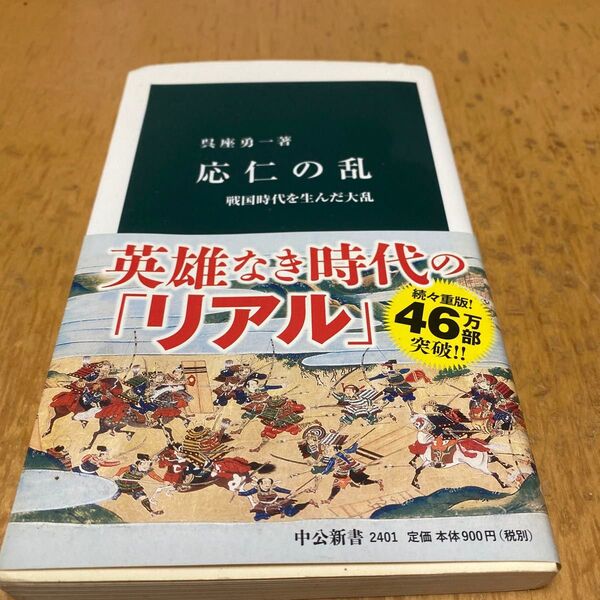 呉座勇一著
応仁の乱
戦国時代を生んだ大乱
英雄なき時代の
「リアル」
続々重版!
46万部
突破!!
中公新書 2401 定価 本体900円(税別)